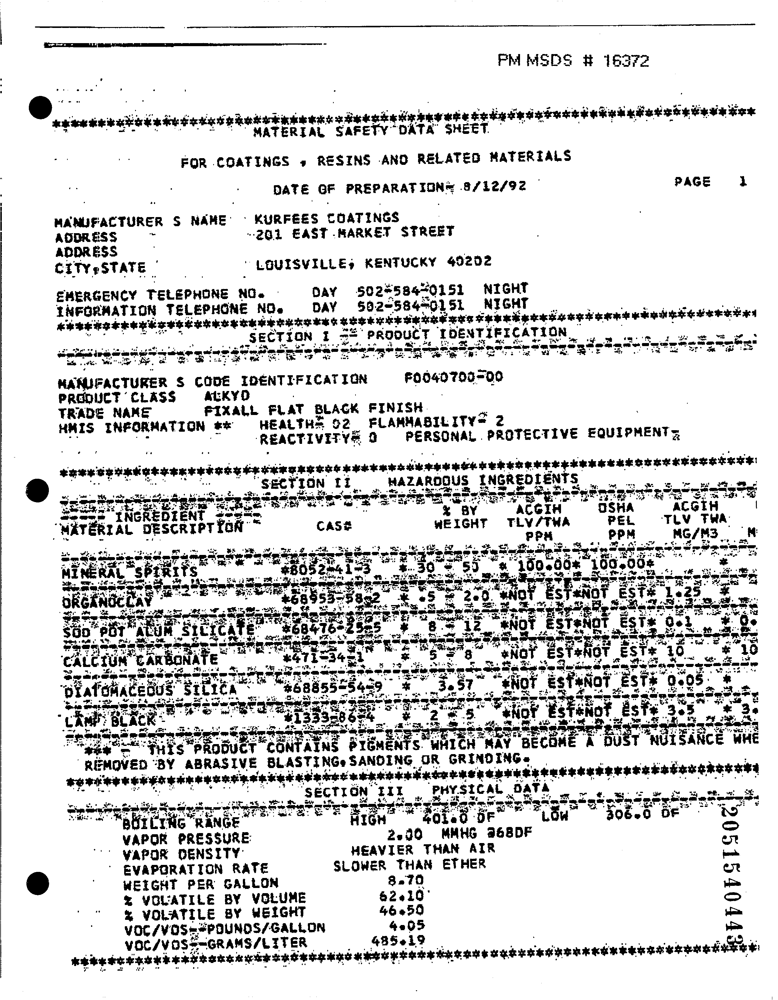 PM MSDS # 16372
MATERIAL SAFETY DATA SHEET
FOR COATINGS , RESINS AND RELATED MATERIALS
DATE OF PREPARATION= 8/12/92 PAGE 1
MANUFACTURER S NAME KURFEES COATINGS
ADDRESS 201 EAST MARKET STREET
ADDRESS
CITY,STATE LOUISVILLE, KENTUCKY 40202
EMERGENCY TELEPHONE NO. DAY 502-584-0151 NIGHT
INFORMATION TELEPHONE NO. DAY 502-584-0151 NIGHT
SECTION I -- PRODUCT IDENTIFICATION
MANUFACTURER S CODE IDENTIFICATION F0040700-00
PRODUCT CLASS ALKYD
TRADE NAME FIXALL FLAT BLACK FINISH
HMIS INFORMATION ** HEALTH= 02 FLAMMABILITY= 2
REACTIVITY= 0 PERSONAL PROTECTIVE EQUIPMENT=
SECTION II HAZARDOUS INGREDIENTS
---- INGREDIENT ---- % BY ACGIH OSHA ACGIH
MATERIAL DESCRIPTION CAS# WEIGHT TLV/TWA PEL TLV TWA
PPM PPM MG/M3 M
MINERAL SPIRITS *8052-41-3 * 30 - 50 * 100.00* 100.00* *
ORGANOCLAY *68953-58-2 * .5 - 2.0 *NOT EST*NOT EST* 1.25 *
SOD POT ALUM SILICATE *68476-25-5 * 8 - 12 *NOT EST*NOT EST* 0.1 * 0.
CALCIUM CARBONATE *471-34-1 * 5 - 8 *NOT EST*NOT EST* 10 * 10
DIATOMACEOUS SILICA *68855-54-9 * 3.57 *NOT EST*NOT EST* 0.05 *
LAMP BLACK *1333-86-4 * 2 - 5 *NOT EST*NOT EST* 3.5 * 3.
*** - THIS PRODUCT CONTAINS PIGMENTS WHICH MAY BECOME A DUST NUISANCE WHE
REMOVED BY ABRASIVE BLASTING,SANDING OR GRINDING.
SECTION III PHYSICAL DATA
BOILING RANGE HIGH 401.0 DF LOW 306.0 DF
VAPOR PRESSURE 2.00 MMHG @68DF
VAPOR DENSITY HEAVIER THAN AIR
EVAPORATION RATE SLOWER THAN ETHER
WEIGHT PER GALLON 8.70
% VOLATILE BY VOLUME 62.10
% VOLATILE BY WEIGHT 46.50
VOC/VOS--POUNDS/GALLON 4.05
VOC/VOS--GRAMS/LITER 485.19
2051540443